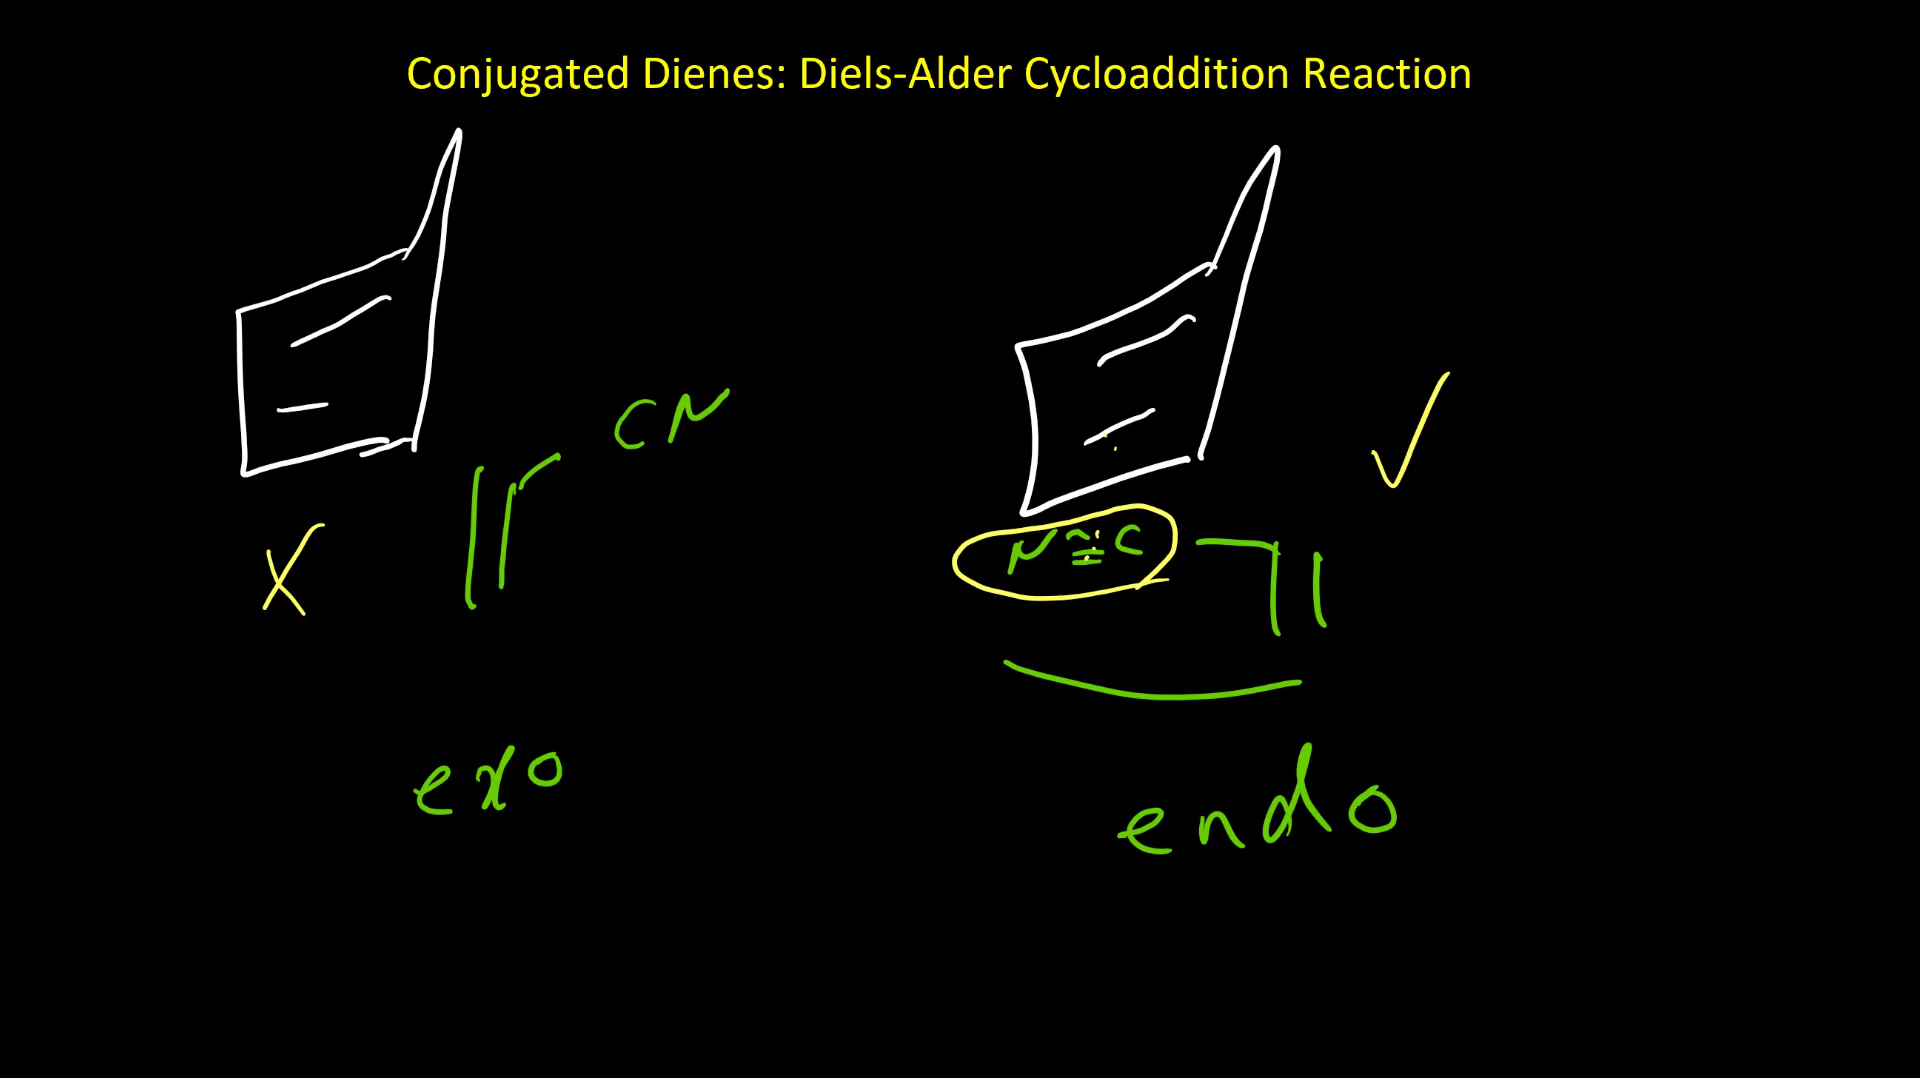 Conjugated Dienes: Diels-Alder Cycloaddition Reaction
CN
X
N≡C
exo
endo